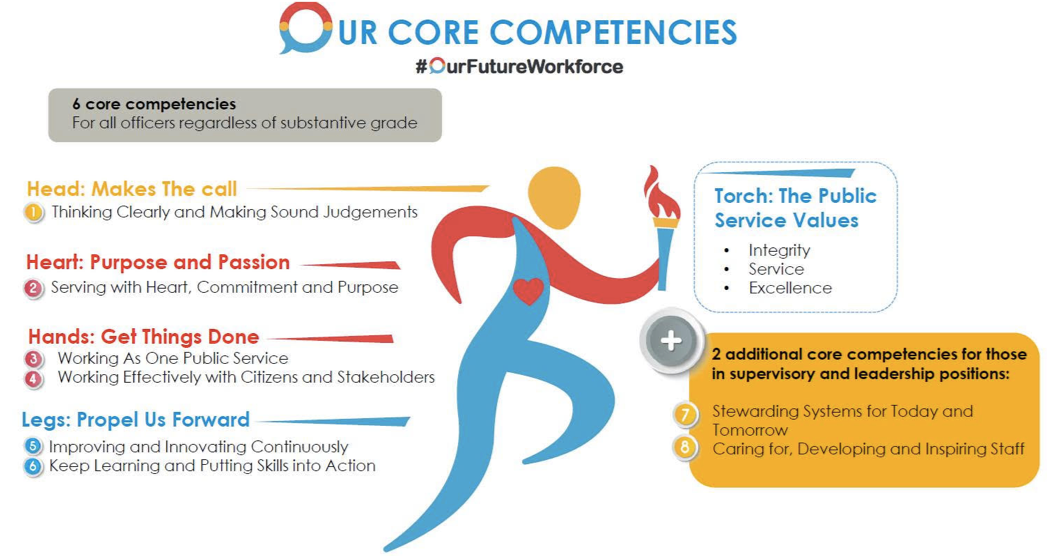 OUR CORE COMPETENCIES
#OurFutureWorkforce
6 core competencies
For all officers regardless of substantive grade
Head: Makes The call
1 Thinking Clearly and Making Sound Judgements
Heart: Purpose and Passion
2 Serving with Heart, Commitment and Purpose
Hands: Get Things Done
3 Working As One Public Service
4 Working Effectively with Citizens and Stakeholders
Legs: Propel Us Forward
5 Improving and Innovating Continuously
6 Keep Learning and Putting Skills into Action
Torch: The Public
Service Values
• Integrity
• Service
• Excellence
+
2 additional core competencies for those
in supervisory and leadership positions:
7 Stewarding Systems for Today and
Tomorrow
8 Caring for, Developing and Inspiring Staff